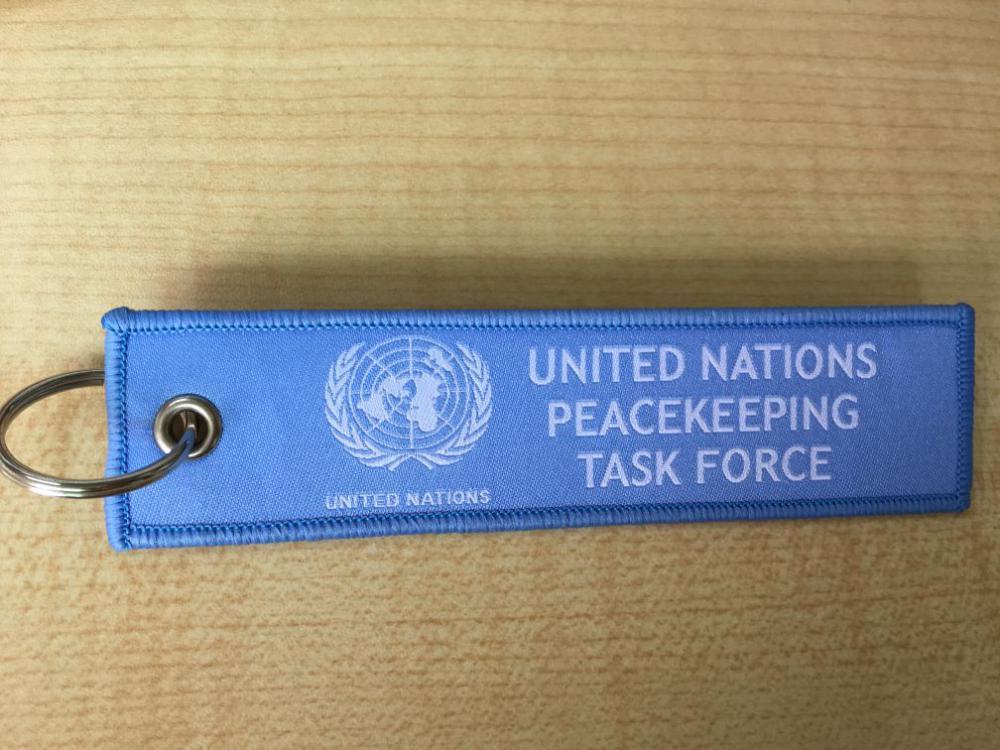 UNITED NATIONS
UNITED NATIONS
PEACEKEEPING
TASK FORCE